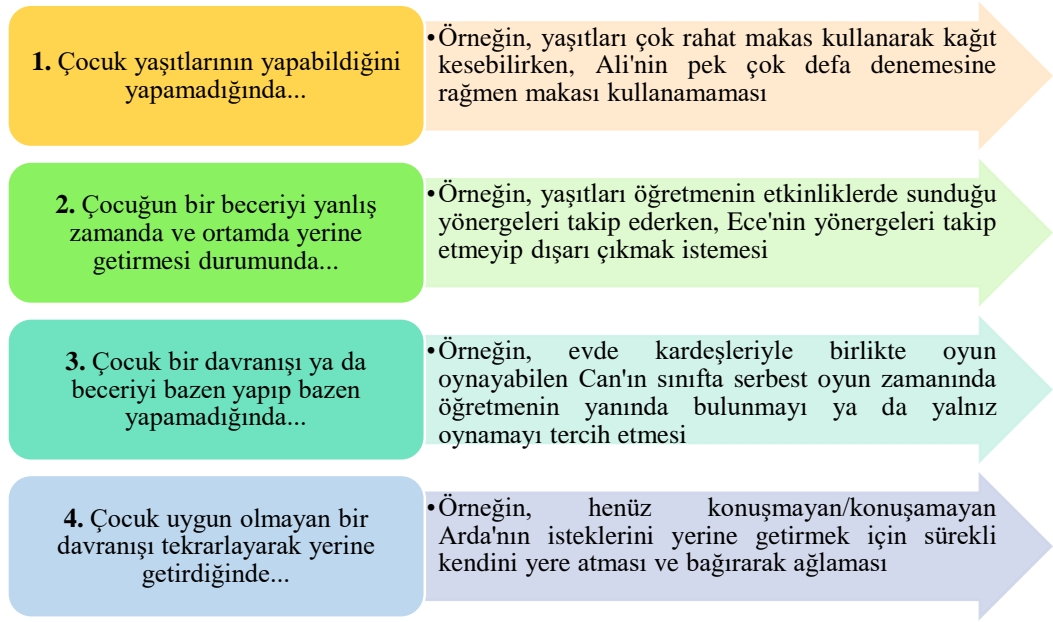 1. Çocuk yaşıtlarının yapabildiğini
yapamadığında...
•Örneğin, yaşıtları çok rahat makas kullanarak kağıt
kesebilirken, Ali'nin pek çok defa denemesine
rağmen makası kullanamaması
2. Çocuğun bir beceriyi yanlış
zamanda ve ortamda yerine
getirmesi durumunda...
•Örneğin, yaşıtları öğretmenin etkinliklerde sunduğu
yönergeleri takip ederken, Ece'nin yönergeleri takip
etmeyip dışarı çıkmak istemesi
3. Çocuk bir davranışı ya da
beceriyi bazen yapıp bazen
yapamadığında...
•Örneğin, evde kardeşleriyle birlikte oyun
oynayabilen Can'ın sınıfta serbest oyun zamanında
öğretmenin yanında bulunmayı ya da yalnız
oynamayı tercih etmesi
4. Çocuk uygun olmayan bir
davranışı tekrarlayarak yerine
getirdiğinde...
•Örneğin, henüz konuşmayan/konuşamayan
Arda'nın isteklerini yerine getirmek için sürekli
kendini yere atması ve bağırarak ağlaması